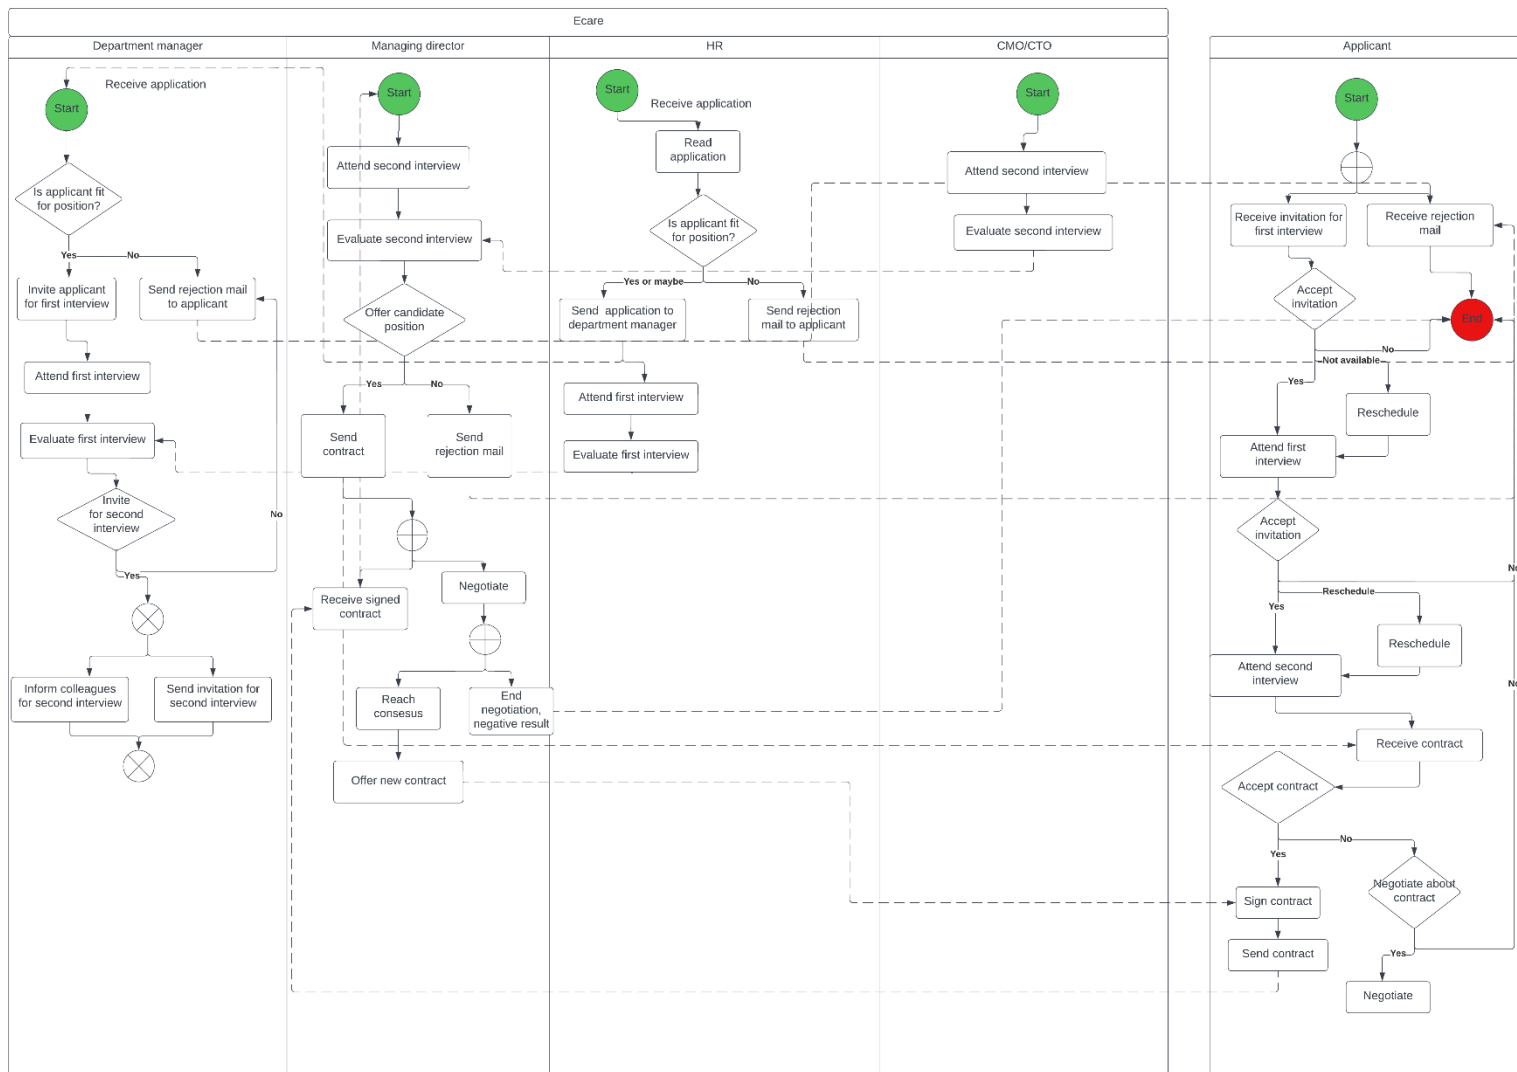 Ecare
Department manager
Managing director
HR
CMO/CTO
Applicant
Receive application
Start
Is applicant fit
for position?
Yes
No
Invite applicant
for first interview
Send rejection mail
to applicant
Attend first interview
Evaluate first interview
Invite
for second
interview
No
Yes
Inform colleagues
for second interview
Send invitation for
second interview
Start
Attend second interview
Evaluate second interview
Offer candidate
position
Yes
No
Send
contract
Send
rejection mail
Receive signed
contract
Negotiate
Reach
consesus
End
negotiation,
negative result
Offer new contract
Start
Receive application
Read
application
Is applicant fit
for position?
Yes or maybe
No
Send application to
department manager
Send rejection
mail to applicant
Attend first interview
Evaluate first interview
Start
Attend second interview
Evaluate second interview
Start
Receive invitation for
first interview
Receive rejection
mail
Accept
invitation
End
No
Not available
Yes
Reschedule
Attend first
interview
Accept
invitation
No
Reschedule
Yes
Reschedule
Attend second
interview
No
Receive contract
Accept contract
No
Yes
Negotiate about
contract
Sign contract
Send contract
Yes
Negotiate